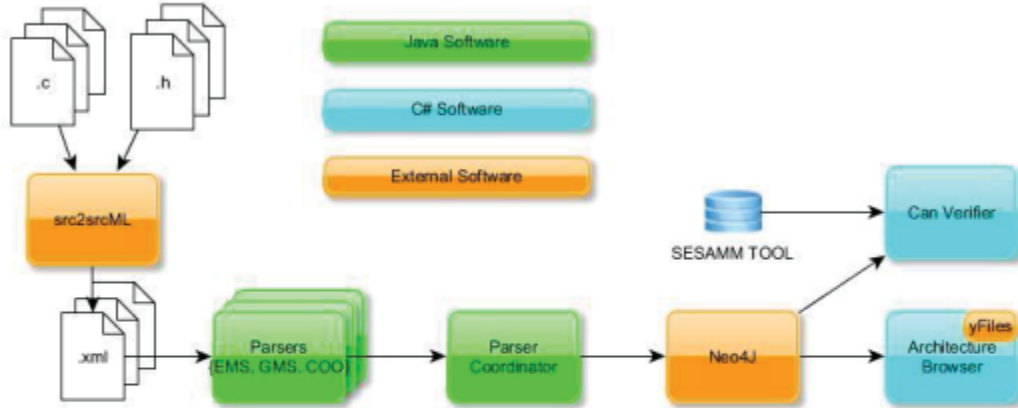 .c
.h
Java Software
C# Software
External Software
src2srcML
SESAMM TOOL
Can Verifier
.xml
Parsers
(EMS, GMS, COO)
Parser
Coordinator
Neo4J
yFiles
Architecture
Browser